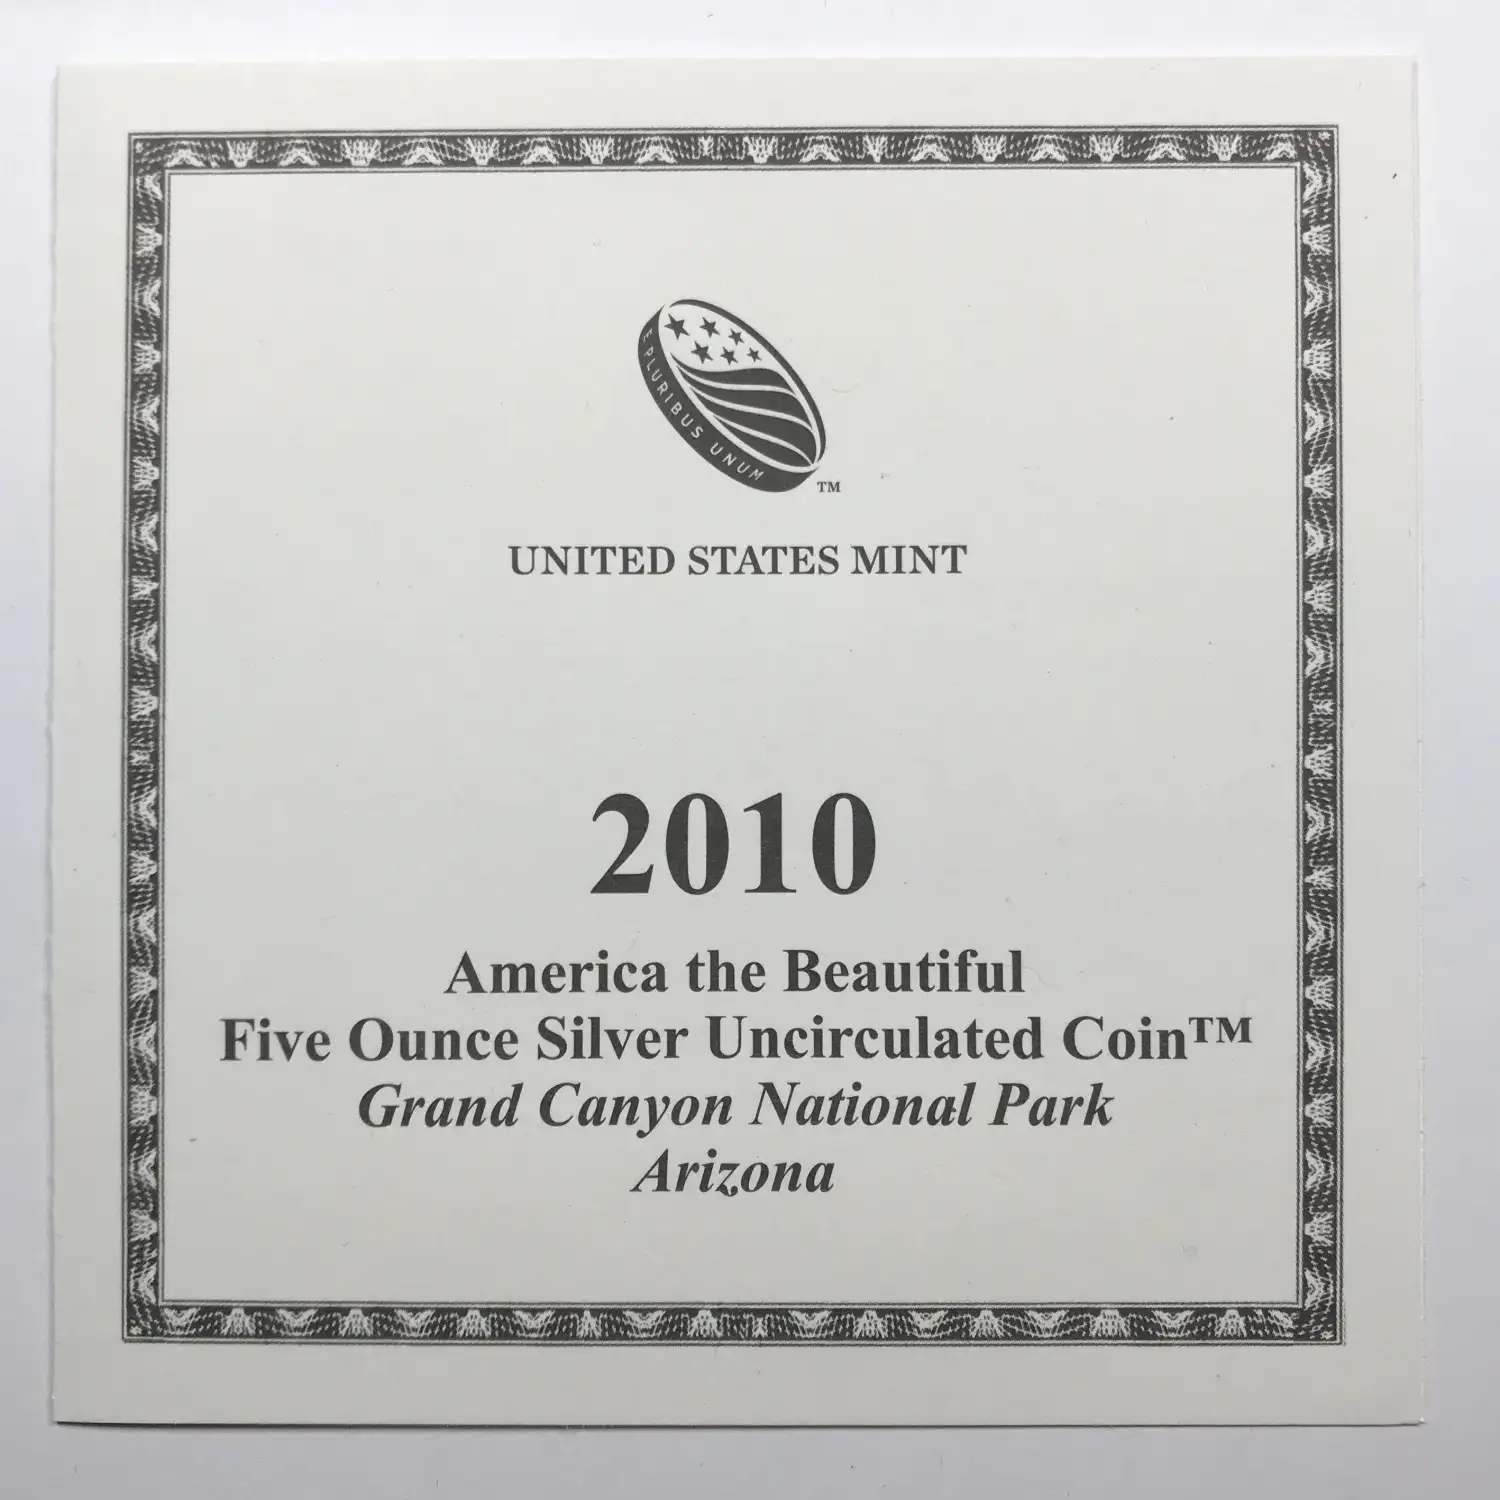 E PLURIBUS UNUM
TM
UNITED STATES MINT
2010
America the Beautiful
Five Ounce Silver Uncirculated Coin™
Grand Canyon National Park
Arizona